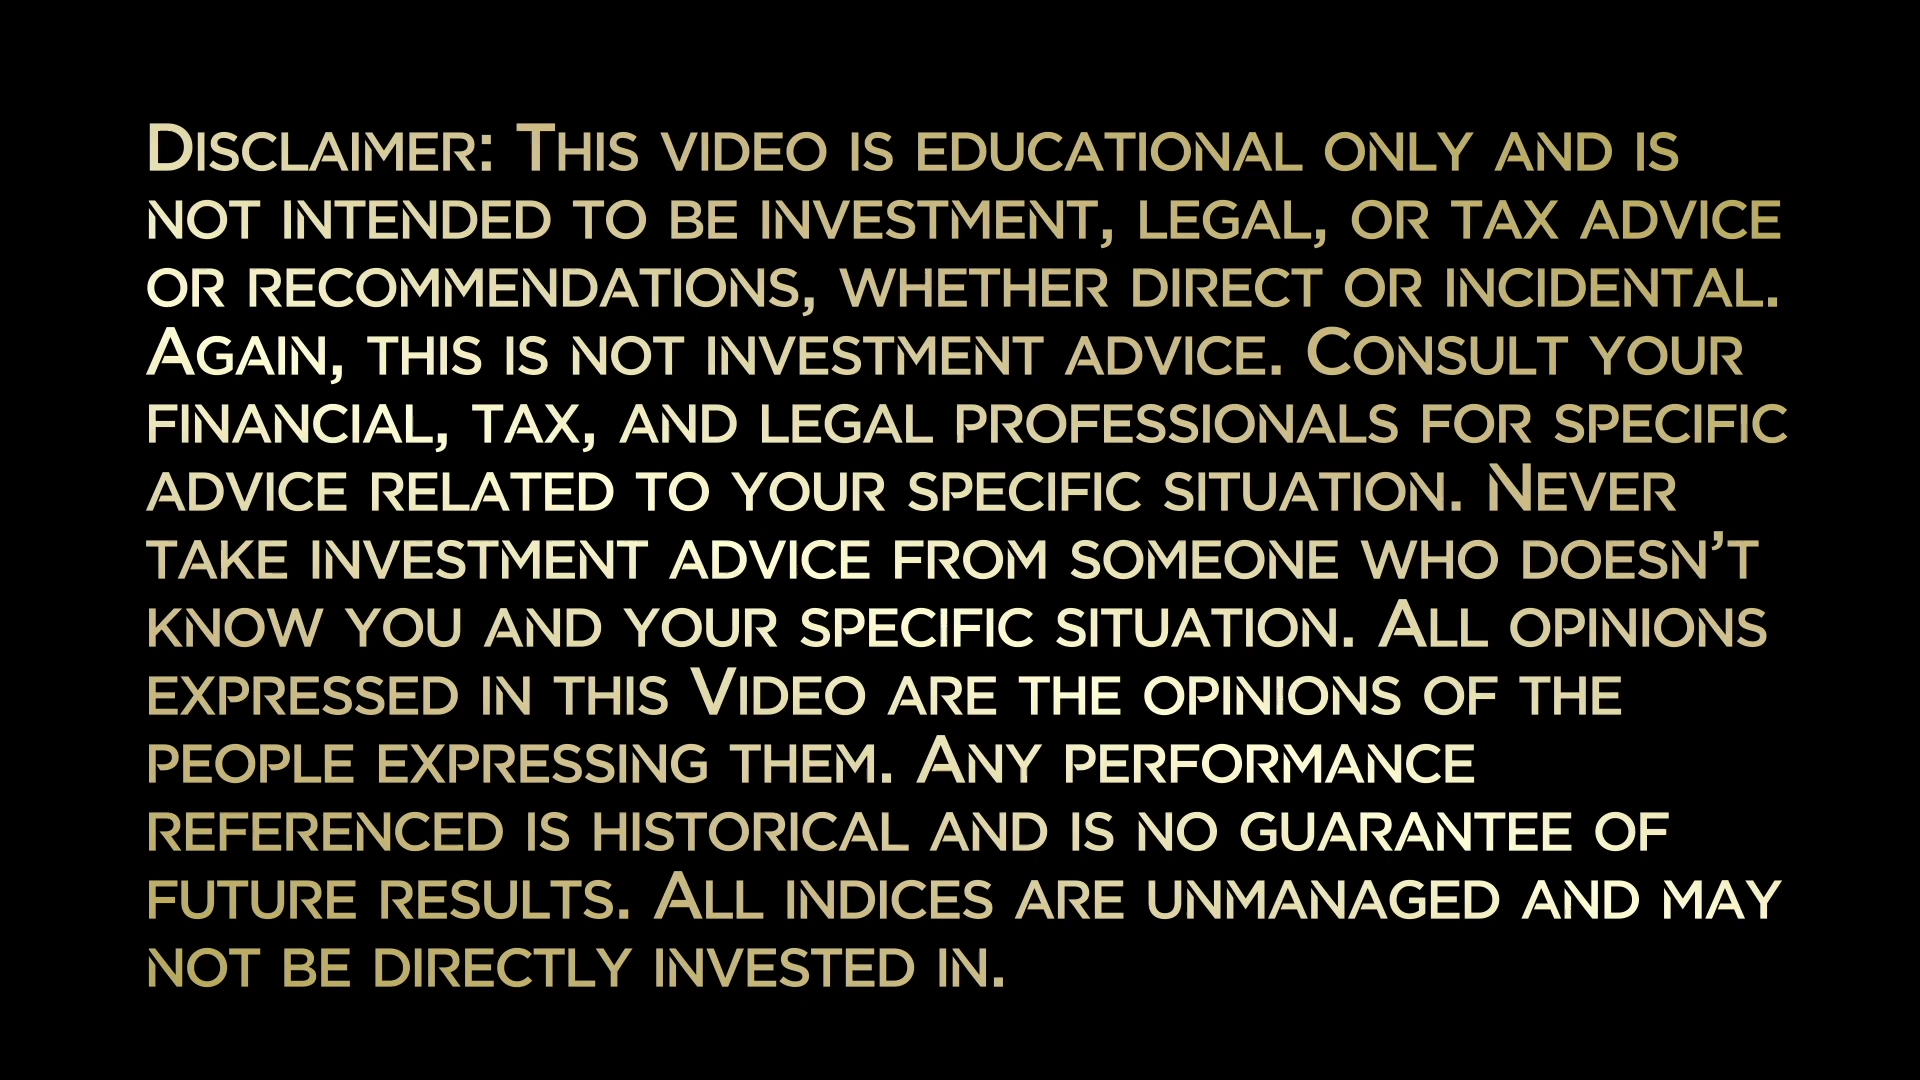 Disclaimer: This video is educational only and is
not intended to be investment, legal, or tax advice
or recommendations, whether direct or incidental.
Again, this is not investment advice. Consult your
financial, tax, and legal professionals for specific
advice related to your specific situation. Never
take investment advice from someone who doesn’t
know you and your specific situation. All opinions
expressed in this Video are the opinions of the
people expressing them. Any performance
referenced is historical and is no guarantee of
future results. All indices are unmanaged and may
not be directly invested in.